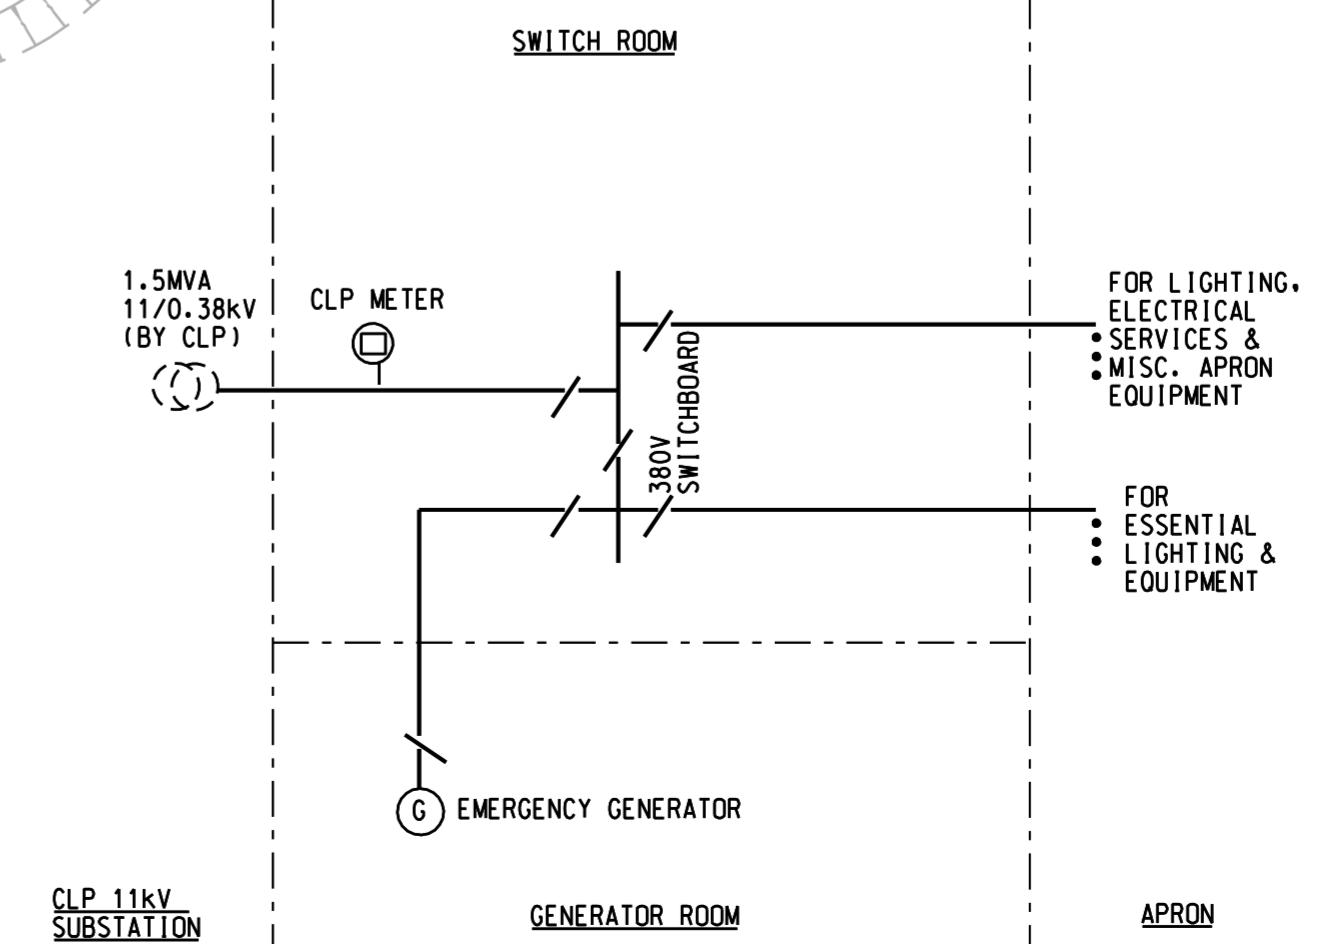 SWITCH ROOM
1.5MVA
11/0.38kV
(BY CLP)
CLP METER
380V
SWITCHBOARD
FOR LIGHTING,
ELECTRICAL
SERVICES &
MISC. APRON
EQUIPMENT
FOR
ESSENTIAL
LIGHTING &
EQUIPMENT
G
EMERGENCY GENERATOR
CLP 11kV
SUBSTATION
GENERATOR ROOM
APRON